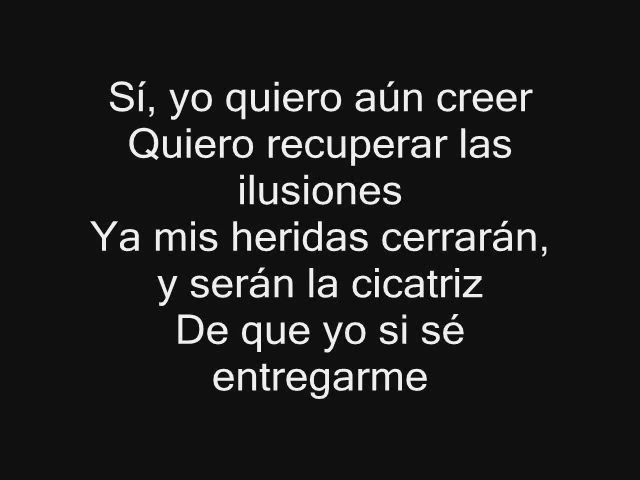 Sí, yo quiero aún creer
Quiero recuperar las
ilusiones
Ya mis heridas cerrarán,
y serán la cicatriz
De que yo si sé
entregarme